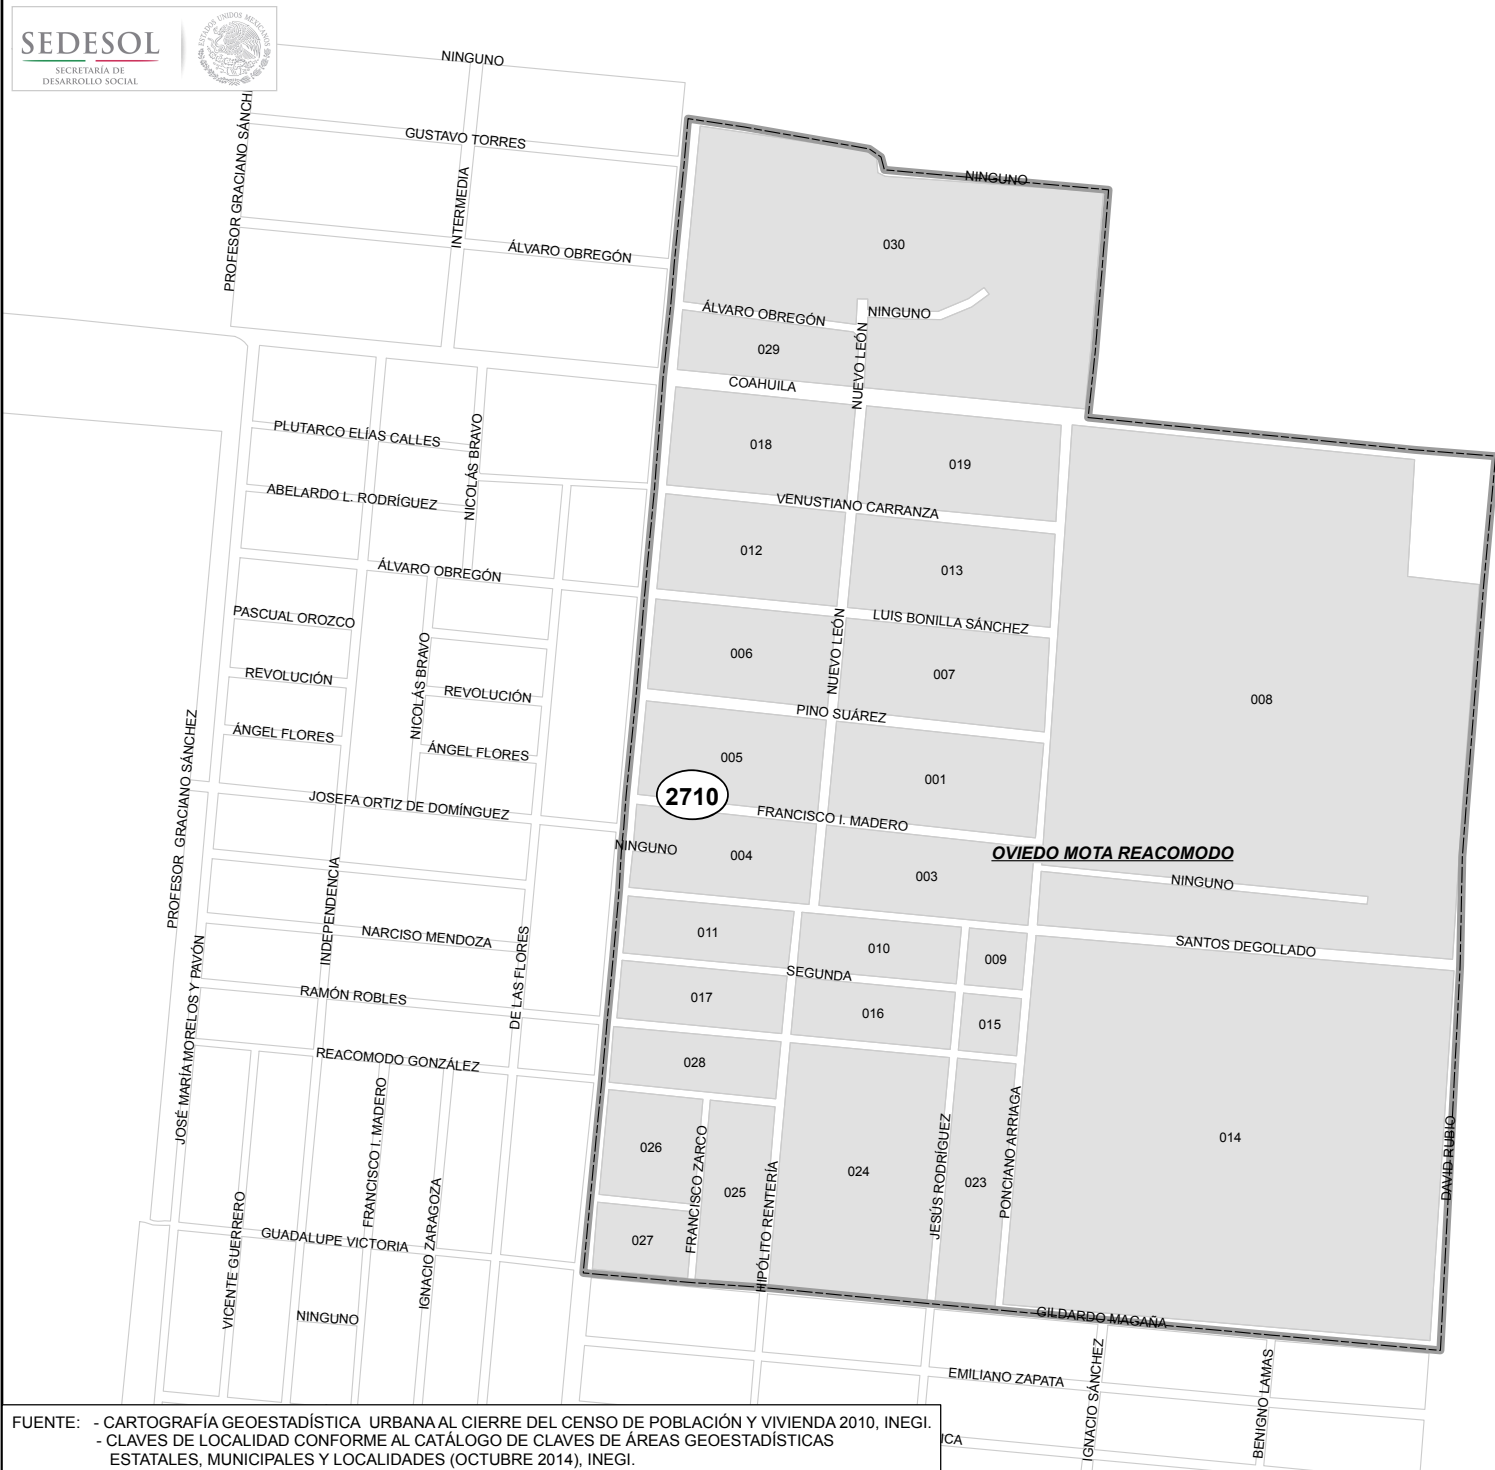 SEDESOL
SECRETARÍA DE
DESARROLLO SOCIAL
ESTADOS UNIDOS MEXICANOS
NINGUNO
GUSTAVO TORRES
PROFESOR GRACIANO SÁNCH
INTERMEDIA
ÁLVARO OBREGÓN
NINGUNO
030
ÁLVARO OBREGÓN
NINGUNO
029
NUEVO LEÓN
COAHUILA
PLUTARCO ELÍAS CALLES
NICOLÁS BRAVO
018
019
ABELARDO L. RODRÍGUEZ
VENUSTIANO CARRANZA
012
013
ÁLVARO OBREGÓN
PASCUAL OROZCO
LUIS BONILLA SÁNCHEZ
NUEVO LEÓN
006
007
REVOLUCIÓN
NICOLÁS BRAVO
REVOLUCIÓN
008
PINO SUÁREZ
ÁNGEL FLORES
ÁNGEL FLORES
005
001
PROFESOR GRACIANO SÁNCHEZ
2710
JOSEFA ORTIZ DE DOMÍNGUEZ
FRANCISCO I. MADERO
NINGUNO
004
OVIEDO MOTA REACOMODO
003
NINGUNO
INDEPENDENCIA
NARCISO MENDOZA
011
010
009
SANTOS DEGOLLADO
SEGUNDA
DE LAS FLORES
JOSÉ MARÍA MORELOS Y PAVÓN
RAMÓN ROBLES
017
016
015
REACOMODO GONZÁLEZ
028
FRANCISCO I. MADERO
026
025
024
023
014
FRANCISCO ZARCO
HIPÓLITO RENTERÍA
JESÚS RODRÍGUEZ
PONCIANO ARRIAGA
DAVID RUBIO
VICENTE GUERRERO
GUADALUPE VICTORIA
IGNACIO ZARAGOZA
027
NINGUNO
GILDARDO MAGAÑA
EMILIANO ZAPATA
IGNACIO SÁNCHEZ
BENIGNO LAMAS
ICA
FUENTE: - CARTOGRAFÍA GEOESTADÍSTICA URBANA AL CIERRE DEL CENSO DE POBLACIÓN Y VIVIENDA 2010, INEGI.
- CLAVES DE LOCALIDAD CONFORME AL CATÁLOGO DE CLAVES DE ÁREAS GEOESTADÍSTICAS
ESTATALES, MUNICIPALES Y LOCALIDADES (OCTUBRE 2014), INEGI.